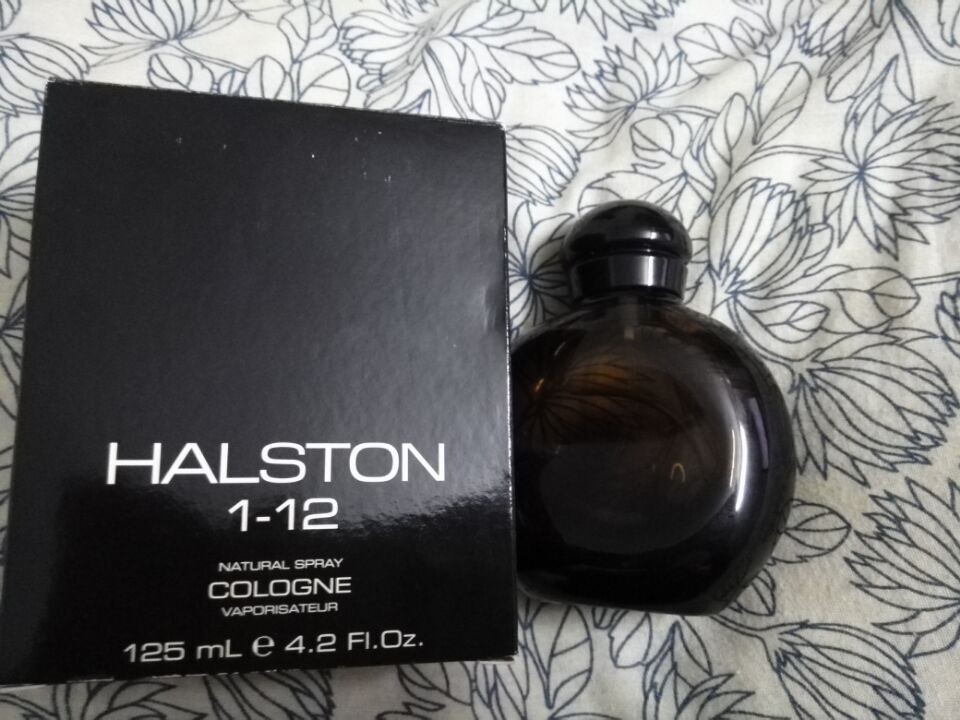 HALSTON
1-12
NATURAL SPRAY
COLOGNE
VAPORISATEUR
125 mL ℮ 4.2 Fl.Oz.